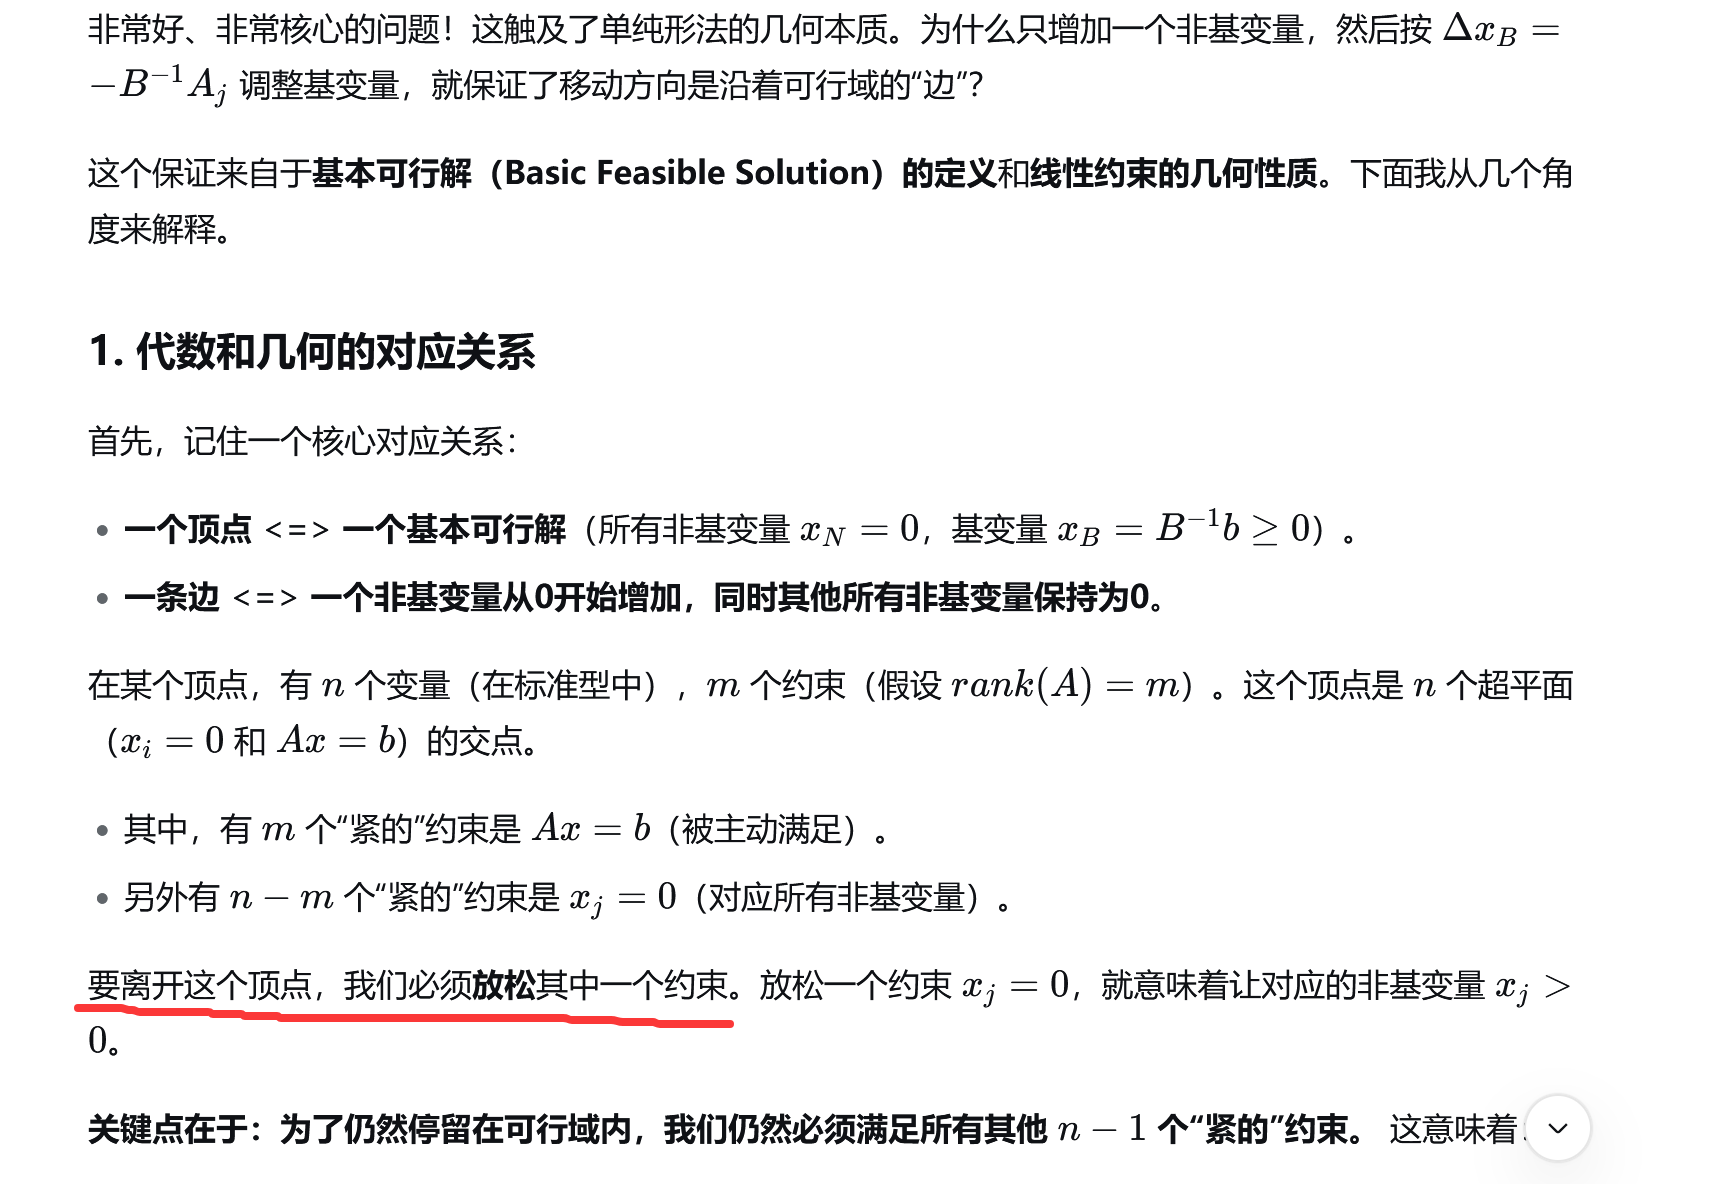 非常好、非常核心的问题！这触及了单纯形法的几何本质。为什么只增加一个非基变量，然后按 Δx_B =
−B⁻¹A_j 调整基变量，就保证了移动方向是沿着可行域的“边”？
这个保证来自于基本可行解（Basic Feasible Solution）的定义和线性约束的几何性质。下面我从几个角
度来解释。
1. 代数和几何的对应关系
首先，记住一个核心对应关系：
• 一个顶点 <=> 一个基本可行解（所有非基变量 x_N = 0，基变量 x_B = B⁻¹b ≥ 0）。
• 一条边 <=> 一个非基变量从0开始增加，同时其他所有非基变量保持为0。
在某个顶点，有 n 个变量（在标准型中），m 个约束（假设 rank(A) = m）。这个顶点是 n 个超平面
（x_i = 0 和 Ax = b）的交点。
• 其中，有 m 个“紧的”约束是 Ax = b（被主动满足）。
• 另外有 n − m 个“紧的”约束是 x_j = 0（对应所有非基变量）。
要离开这个顶点，我们必须放松其中一个约束。放松一个约束 x_j = 0，就意味着让对应的非基变量 x_j >
0。
关键点在于：为了仍然停留在可行域内，我们仍然必须满足所有其他 n − 1 个“紧的”约束。 这意味着